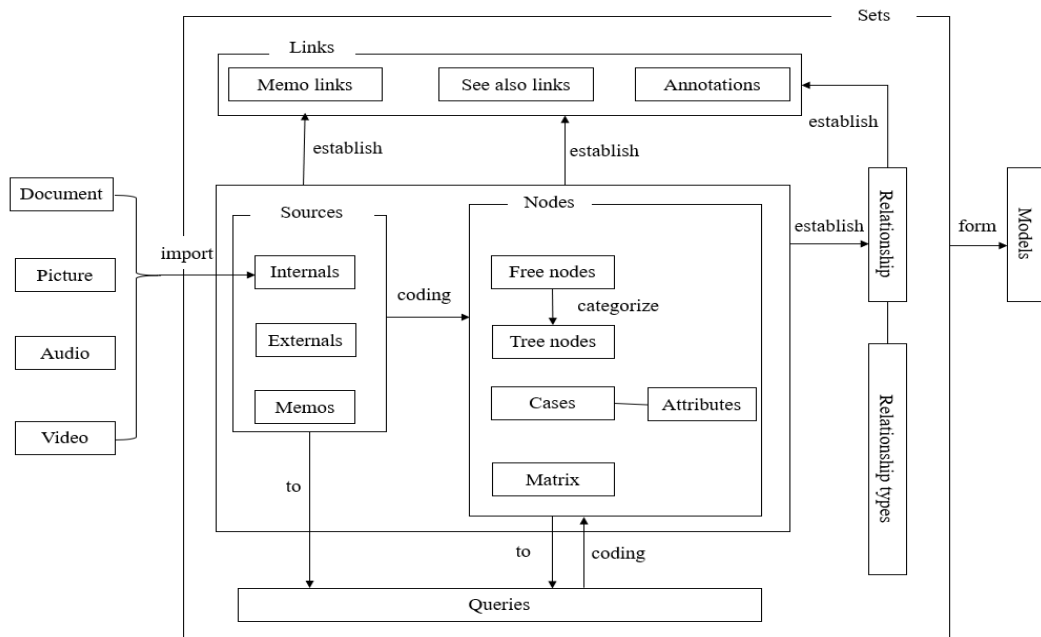 Sets
Links
Memo links
See also links
Annotations
establish
establish
establish
Document
Picture
Audio
Video
import
Sources
Internals
Externals
Memos
coding
Nodes
Free nodes
categorize
Tree nodes
Cases
Attributes
Matrix
establish
Relationship
Relationship types
form
Models
to
to
coding
Queries